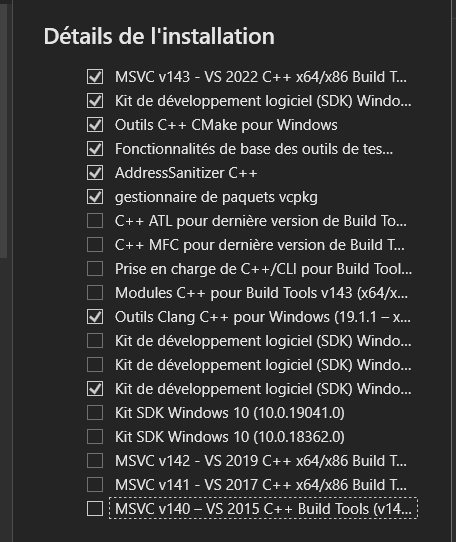 Détails de l'installation
MSVC v143 - VS 2022 C++ x64/x86 Build T...
Kit de développement logiciel (SDK) Windo...
Outils C++ CMake pour Windows
Fonctionnalités de base des outils de tes...
AddressSanitizer C++
gestionnaire de paquets vcpkg
C++ ATL pour dernière version de Build To...
C++ MFC pour dernière version de Build T...
Prise en charge de C++/CLI pour Build Tool...
Modules C++ pour Build Tools v143 (x64/x...
Outils Clang C++ pour Windows (19.1.1 – x...
Kit de développement logiciel (SDK) Windo...
Kit de développement logiciel (SDK) Windo...
Kit de développement logiciel (SDK) Windo...
Kit SDK Windows 10 (10.0.19041.0)
Kit SDK Windows 10 (10.0.18362.0)
MSVC v142 - VS 2019 C++ x64/x86 Build T...
MSVC v141 - VS 2017 C++ x64/x86 Build T...
MSVC v140 – VS 2015 C++ Build Tools (v14...